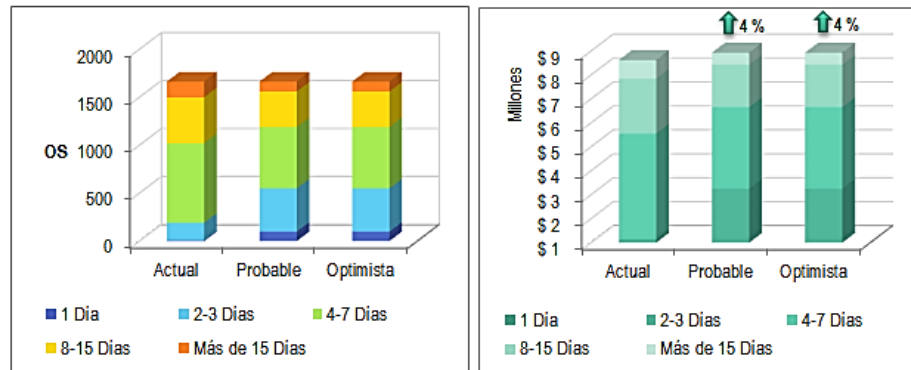 2000
1500
1000
500
0
OS
Actual Probable Optimista
1 Dia 2-3 Dias 4-7 Dias
8-15 Dias Más de 15 Dias
4 % 4 %
Millones
$ 9
$ 8
$ 7
$ 6
$ 5
$ 4
$ 3
$ 2
$ 1
Actual Probable Optimista
1 Dia 2-3 Dias 4-7 Dias
8-15 Dias Más de 15 Dias